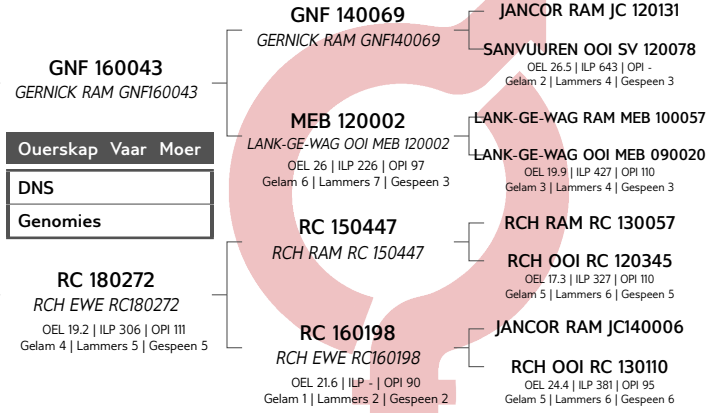 GNF 160043
GERNICK RAM GNF160043
Ouerskap Vaar Moer
DNS
Genomies
RC 180272
RCH EWE RC180272
OEL 19.2 | ILP 306 | OPI 111
Gelam 4 | Lammers 5 | Gespeen 5
GNF 140069
GERNICK RAM GNF140069
MEB 120002
LANK-GE-WAG OOI MEB 120002
OEL 26 | ILP 226 | OPI 97
Gelam 6 | Lammers 7 | Gespeen 3
RC 150447
RCH RAM RC 150447
RC 160198
RCH EWE RC160198
OEL 21.6 | ILP - | OPI 90
Gelam 1 | Lammers 2 | Gespeen 2
JANCOR RAM JC 120131
SANVUUREN OOI SV 120078
OEL 26.5 | ILP 643 | OPI -
Gelam 2 | Lammers 4 | Gespeen 3
LANK-GE-WAG RAM MEB 100057
LANK-GE-WAG OOI MEB 090020
OEL 19.9 | ILP 427 | OPI 110
Gelam 3 | Lammers 4 | Gespeen 3
RCH RAM RC 130057
RCH OOI RC 120345
OEL 17.3 | ILP 327 | OPI 110
Gelam 5 | Lammers 6 | Gespeen 5
JANCOR RAM JC140006
RCH OOI RC 130110
OEL 24.4 | ILP 381 | OPI 95
Gelam 5 | Lammers 6 | Gespeen 6